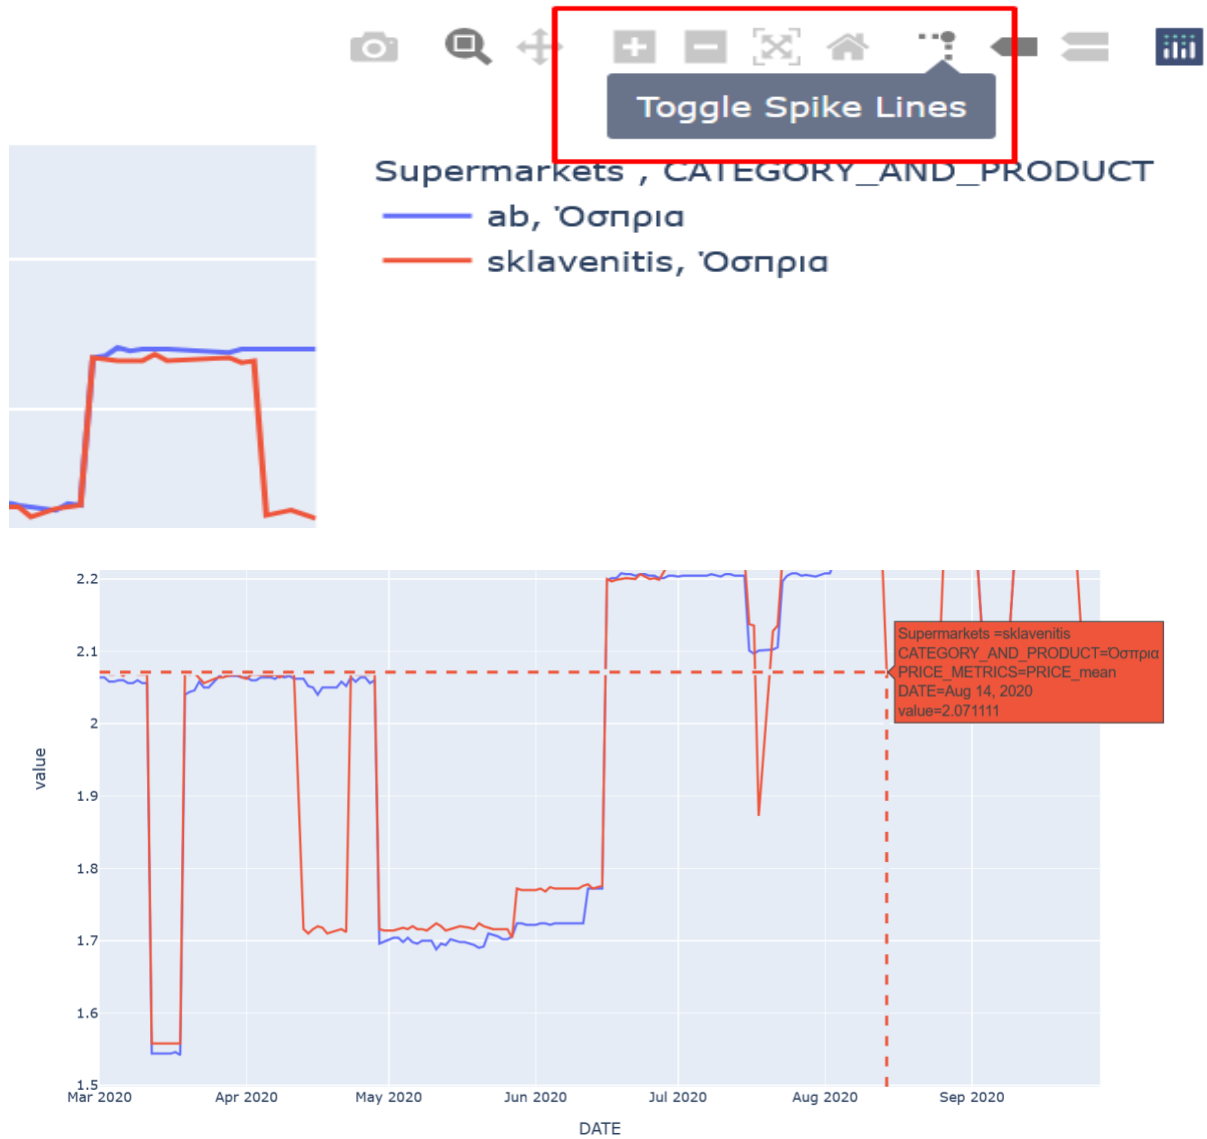 Toggle Spike Lines
Supermarkets , CATEGORY_AND_PRODUCT
ab, Όσπρια
sklavenitis, Όσπρια
2.2
2.1
2
1.9
1.8
1.7
1.6
1.5
value
Supermarkets =sklavenitis
CATEGORY_AND_PRODUCT=Όσπρια
PRICE_METRICS=PRICE_mean
DATE=Aug 14, 2020
value=2.071111
Mar 2020 Apr 2020 May 2020 Jun 2020 Jul 2020 Aug 2020 Sep 2020
DATE